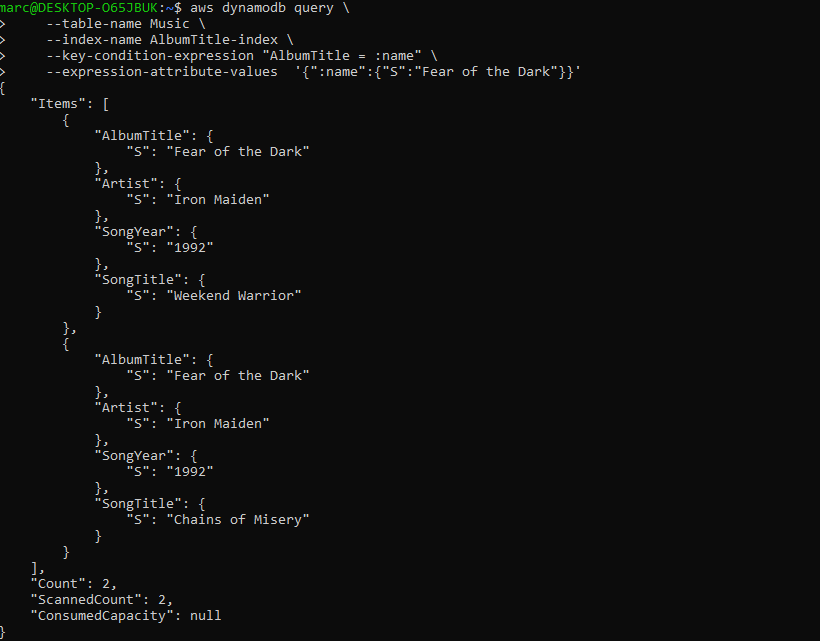 marc@DESKTOP-O65JBUK:~$ aws dynamodb query \
>     --table-name Music \
>     --index-name AlbumTitle-index \
>     --key-condition-expression "AlbumTitle = :name" \
>     --expression-attribute-values  '{":name":{"S":"Fear of the Dark"}}'
{
    "Items": [
        {
            "AlbumTitle": {
                "S": "Fear of the Dark"
            },
            "Artist": {
                "S": "Iron Maiden"
            },
            "SongYear": {
                "S": "1992"
            },
            "SongTitle": {
                "S": "Weekend Warrior"
            }
        },
        {
            "AlbumTitle": {
                "S": "Fear of the Dark"
            },
            "Artist": {
                "S": "Iron Maiden"
            },
            "SongYear": {
                "S": "1992"
            },
            "SongTitle": {
                "S": "Chains of Misery"
            }
        }
    ],
    "Count": 2,
    "ScannedCount": 2,
    "ConsumedCapacity": null
}